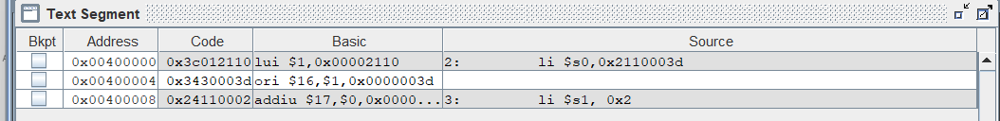 Text Segment
Bkpt Address Code Basic Source
0x00400000 0x3c012110 lui $1,0x00002110 2: li $s0,0x2110003d
0x00400004 0x3430003d ori $16,$1,0x0000003d
0x00400008 0x24110002 addiu $17,$0,0x0000... 3: li $s1, 0x2